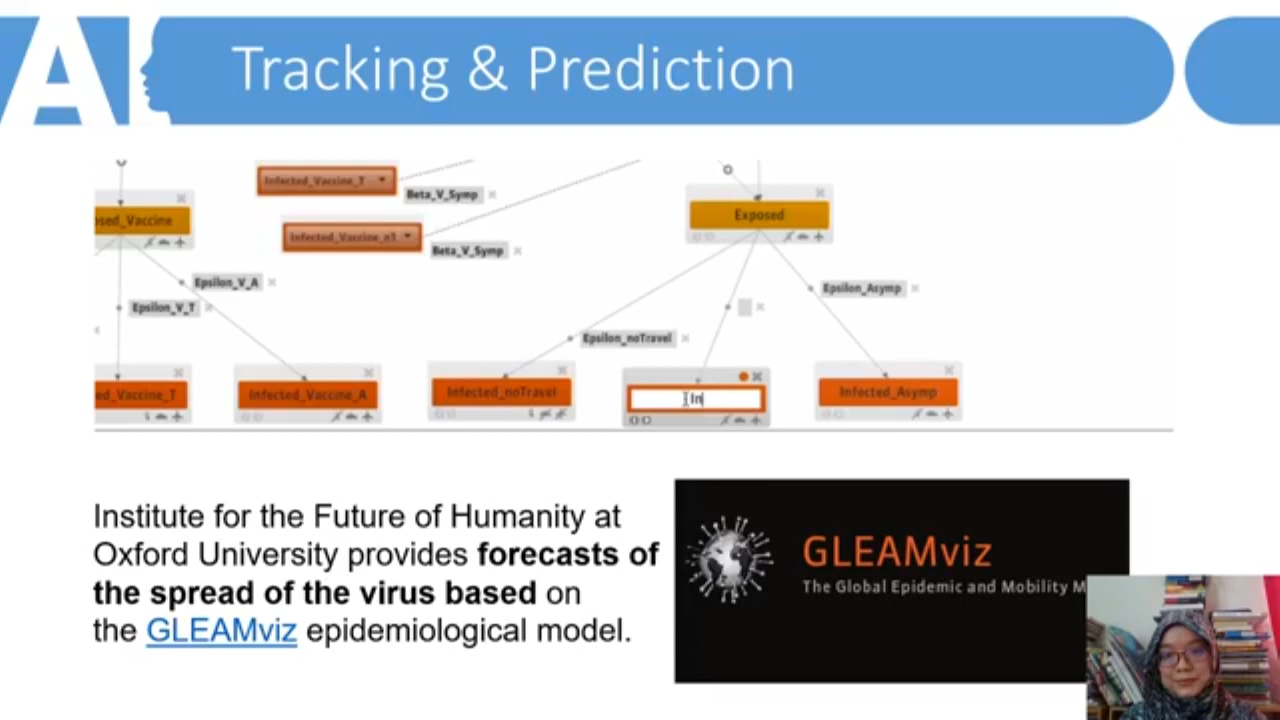 AI
Tracking & Prediction
Infected_Vaccine_T
Beta_V_Symp
sed_Vaccine
Exposed
Infected_Vaccine_nT
Beta_V_Symp
Epsilon_V_A
Epsilon_Asymp
Epsilon_V_T
Epsilon_noTravel
ed_Vaccine_T
Infected_Vaccine_A
Infected_noTravel
In
Infected_Asymp
Institute for the Future of Humanity at
Oxford University provides forecasts of
the spread of the virus based on
the GLEAMviz epidemiological model.
GLEAMviz
The Global Epidemic and Mobility M